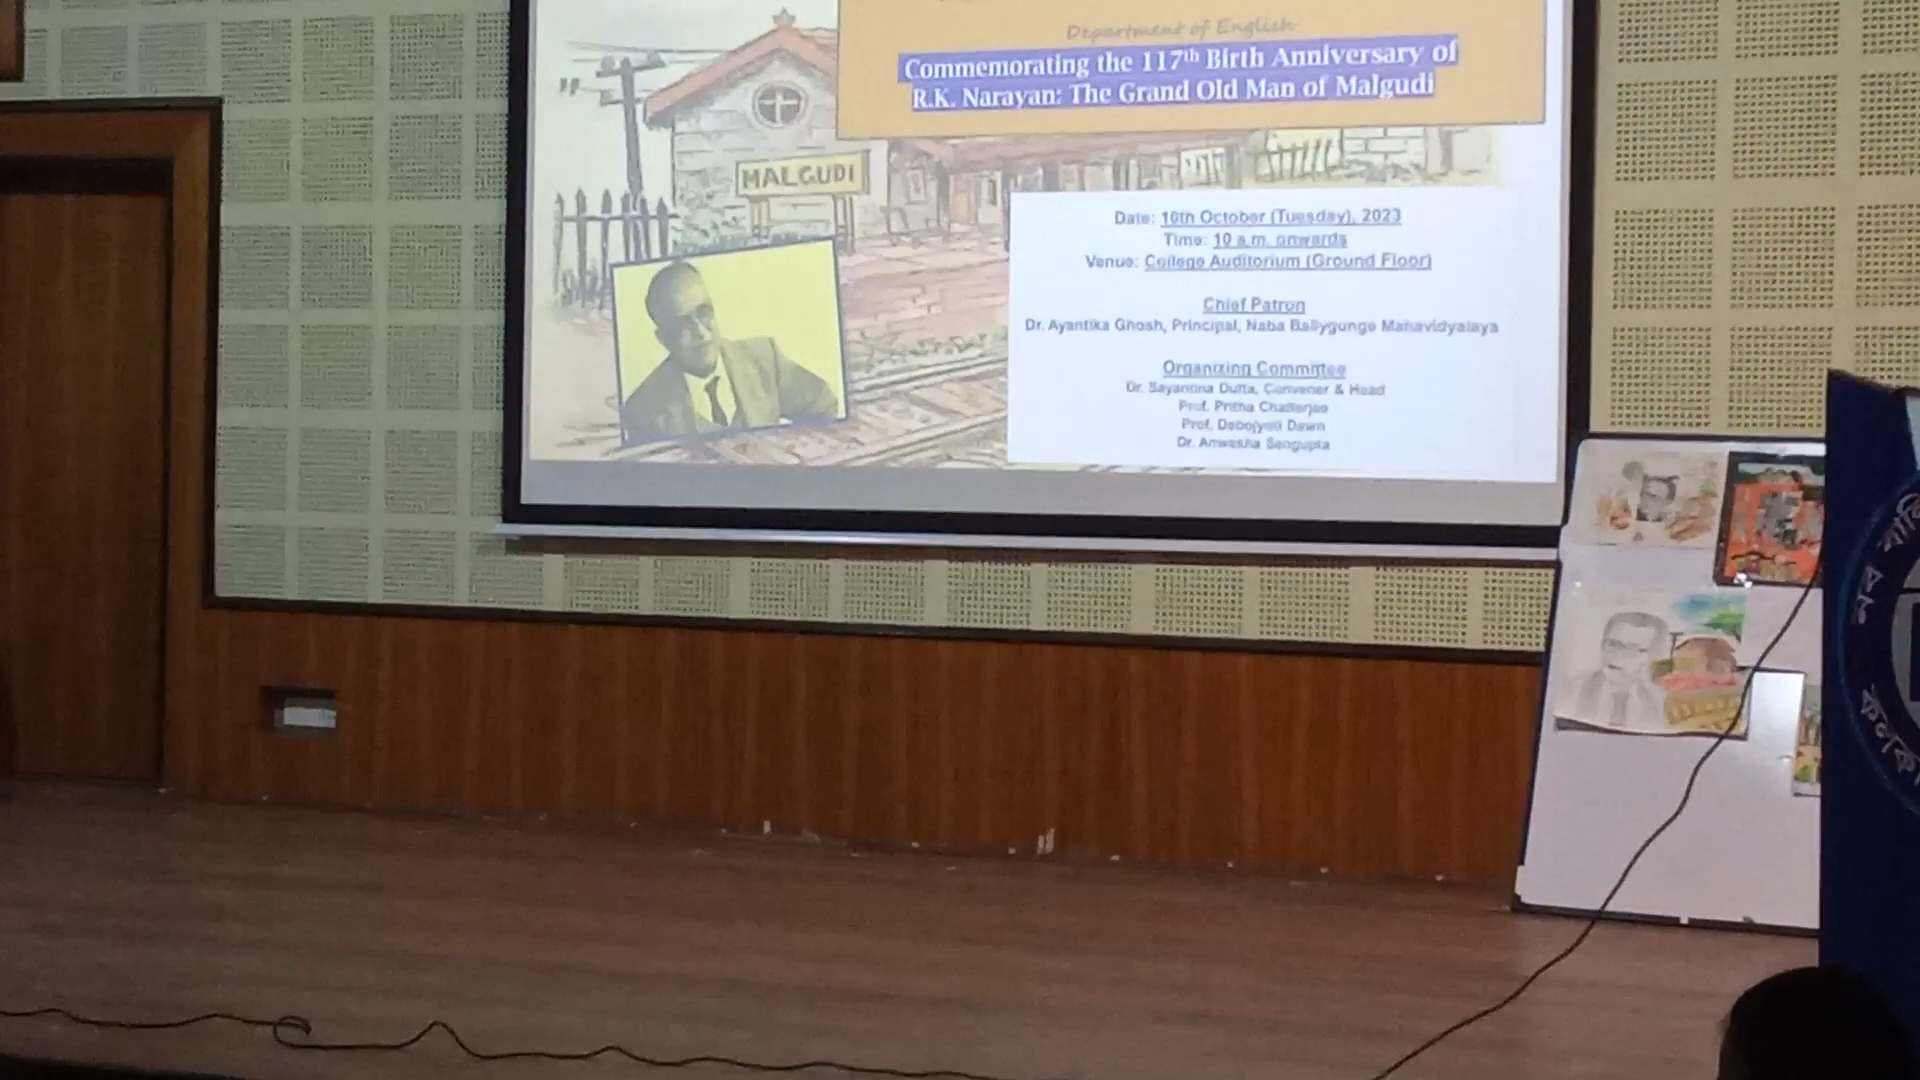 Department of English
Commemorating the 117th Birth Anniversary of
R.K. Narayan: The Grand Old Man of Malgudi
MALGUDI
Date: 10th October (Tuesday), 2023
Time: 10 a.m. onwards
Venue: College Auditorium (Ground Floor)
Chief Patron
Dr. Ayantika Ghosh, Principal, Naba Ballygunge Mahavidyalaya
Organizing Committee
Dr. Sayantina Dutta, Convener & Head
Prof. Pritha Chatterjee
Prof. Debojyoti Dawn
Dr. Anwesha Sengupta